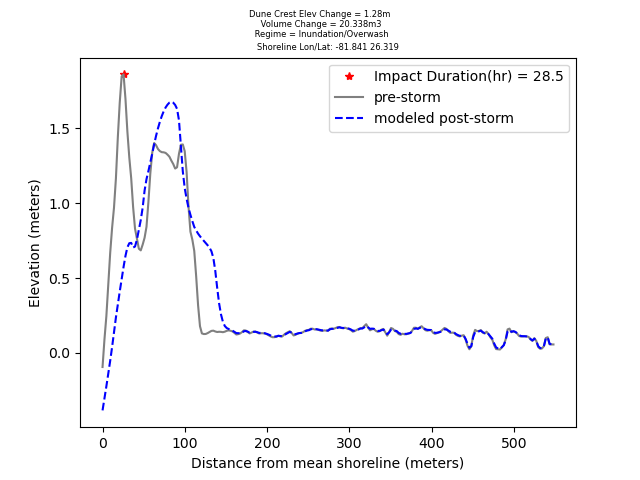 Dune Crest Elev Change = 1.28m
Volume Change = 20.338m3
Regime = Inundation/Overwash
Shoreline Lon/Lat: -81.841 26.319
Impact Duration(hr) = 28.5
pre-storm
modeled post-storm
1.5
1.0
0.5
0.0
Elevation (meters)
0 100 200 300 400 500
Distance from mean shoreline (meters)